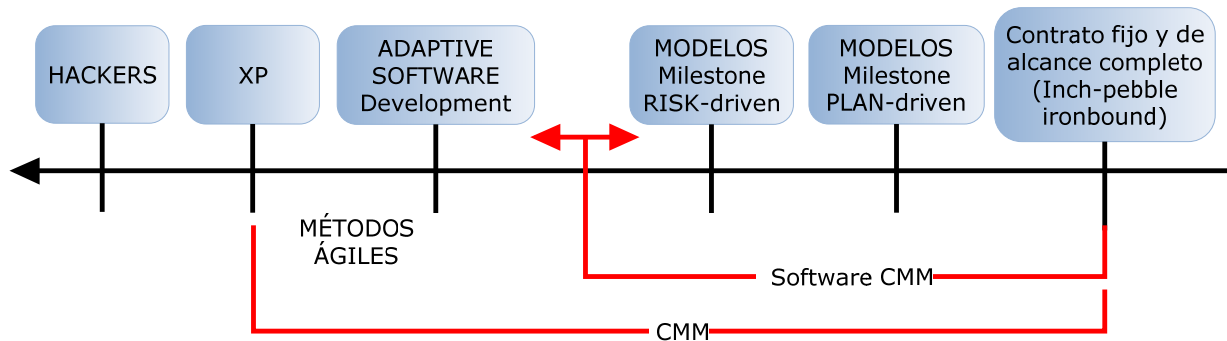 HACKERS
XP
ADAPTIVE
SOFTWARE
Development
MODELOS
Milestone
RISK-driven
MODELOS
Milestone
PLAN-driven
Contrato fijo y de
alcance completo
(Inch-pebble
ironbound)
MÉTODOS
ÁGILES
Software CMM
CMM